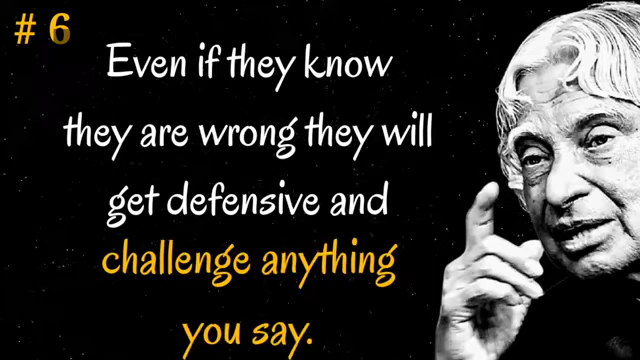 # 6
Even if they know
they are wrong they will
get defensive and
challenge anything
you say.